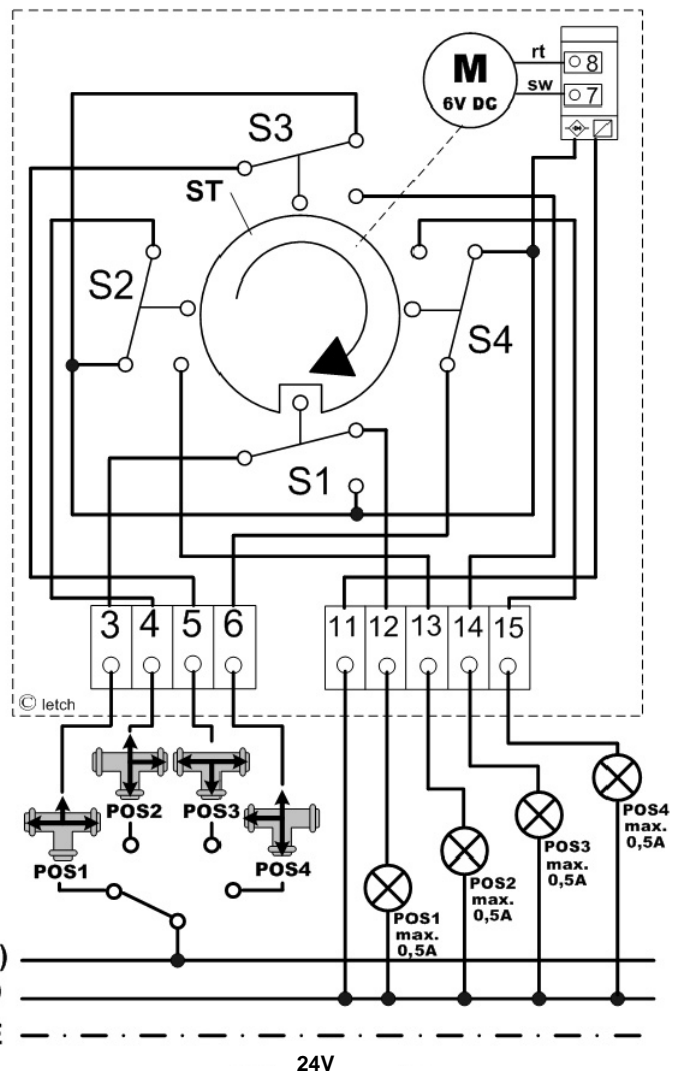 rt
M
8
sw
6V DC
7
S3
ST
S2
S4
S1
3 4 5 6
11 12 13 14 15
© letch
POS2 POS3
POS1 POS4
POS4
max.
0,5A
POS3
max.
0,5A
POS2
max.
0,5A
POS1
max.
0,5A
)
24V